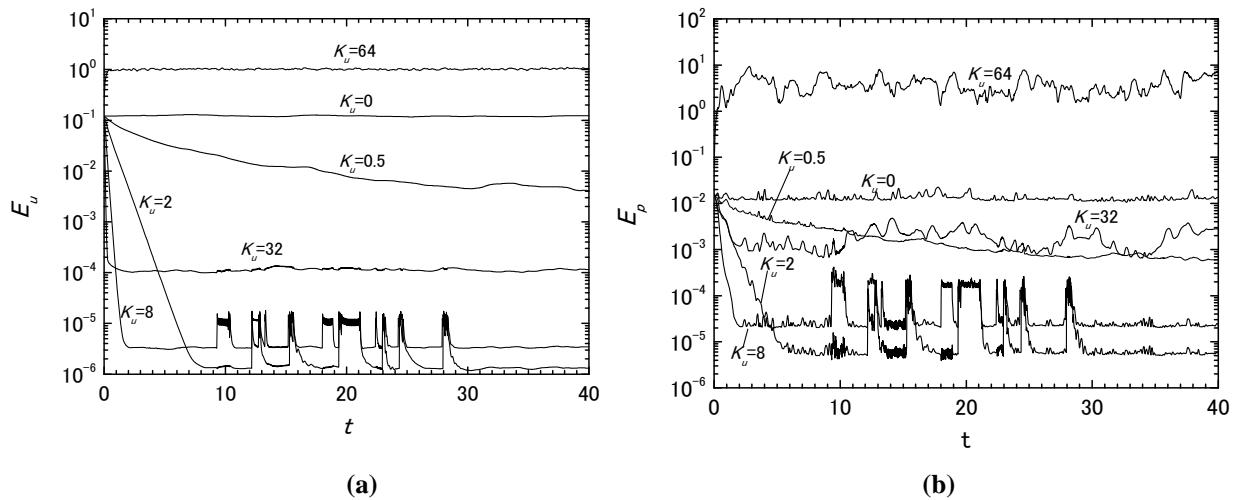 10^1
10^0
10^-1
10^-2
10^-3
10^-4
10^-5
10^-6
E_u
K_u=64
K_u=0
K_u=0.5
K_u=2
K_u=32
K_u=8
0 10 20 30 40
t
(a)
10^2
10^1
10^0
10^-1
10^-2
10^-3
10^-4
10^-5
10^-6
E_p
K_u=64
K_u=0.5
K_u=0
K_u=32
K_u=2
K_u=8
0 10 20 30 40
t
(b)